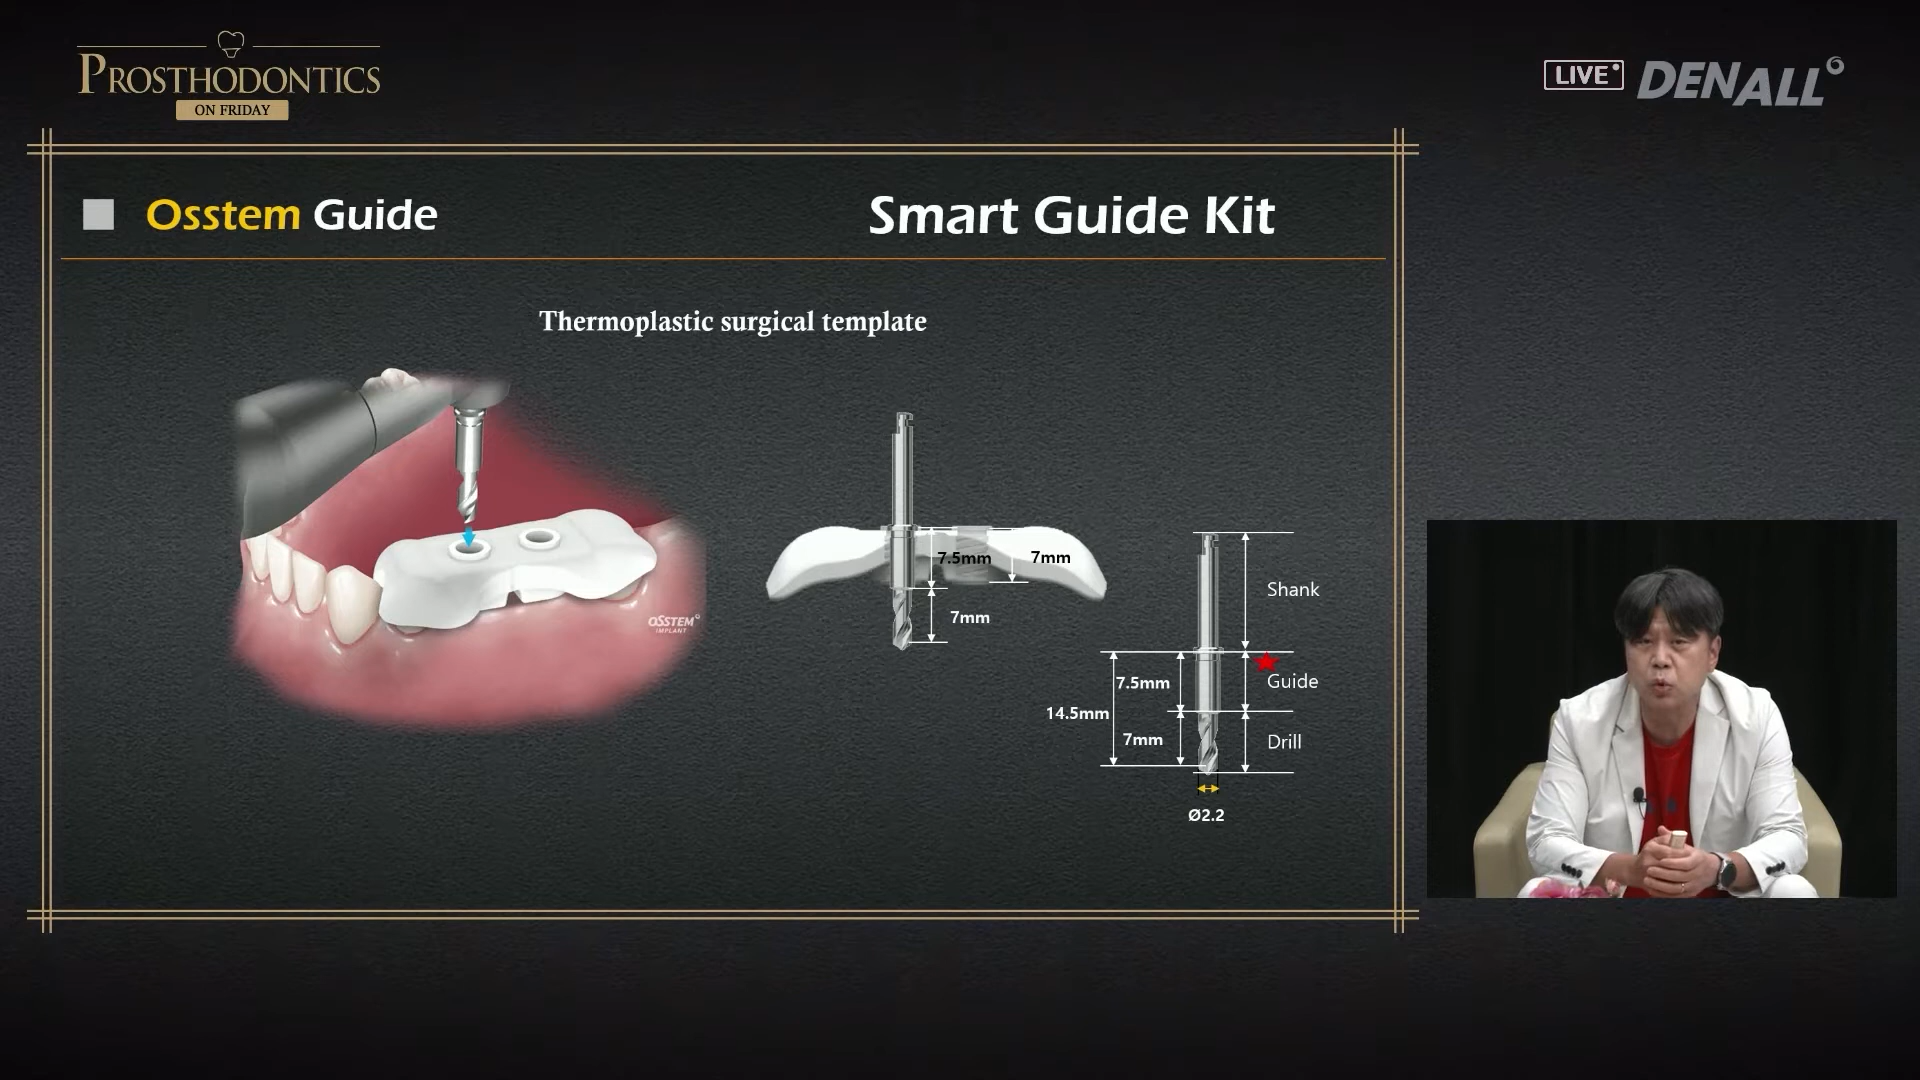 PROSTHODONTICS
ON FRIDAY
LIVE
DENALL
Osstem Guide
Smart Guide Kit
Thermoplastic surgical template
7.5mm
7mm
7mm
OSSTEM
IMPLANT
Shank
7.5mm
Guide
14.5mm
7mm
Drill
Ø2.2